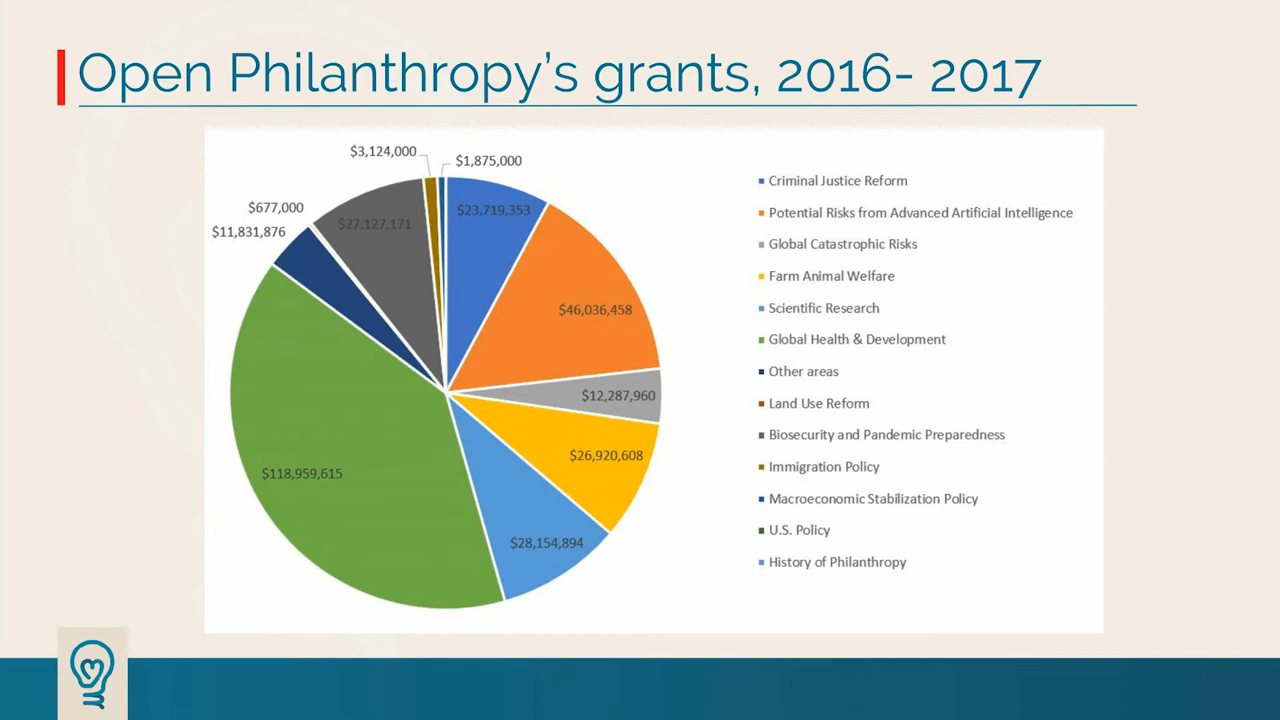 Open Philanthropy's grants, 2016- 2017
$3,124,000
$1,875,000
$677,000
$27,127,171
$23,719,353
$11,831,876
$46,036,458
$12,287,960
$26,920,608
$118,959,615
$28,154,894
Criminal Justice Reform
Potential Risks from Advanced Artificial Intelligence
Global Catastrophic Risks
Farm Animal Welfare
Scientific Research
Global Health & Development
Other areas
Land Use Reform
Biosecurity and Pandemic Preparedness
Immigration Policy
Macroeconomic Stabilization Policy
U.S. Policy
History of Philanthropy